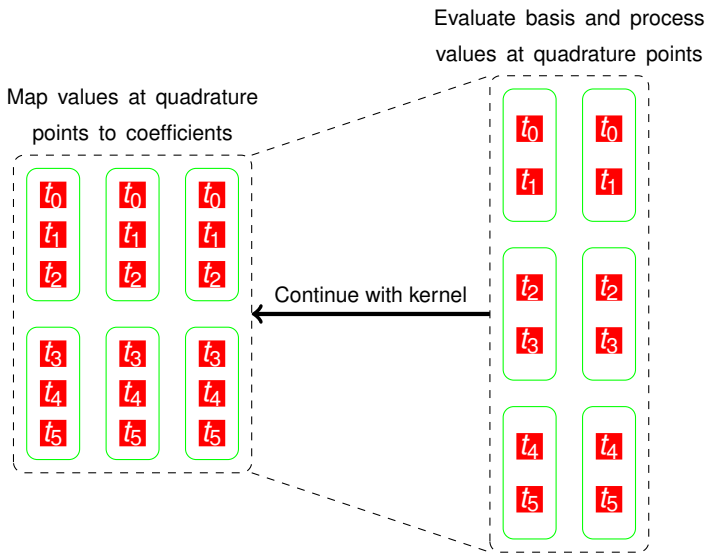 Evaluate basis and process
values at quadrature points
Map values at quadrature
points to coefficients
t0 t0 t0
t1 t1 t1
t2 t2 t2
t3 t3 t3
t4 t4 t4
t5 t5 t5
Continue with kernel
t0 t0
t1 t1
t2 t2
t3 t3
t4 t4
t5 t5